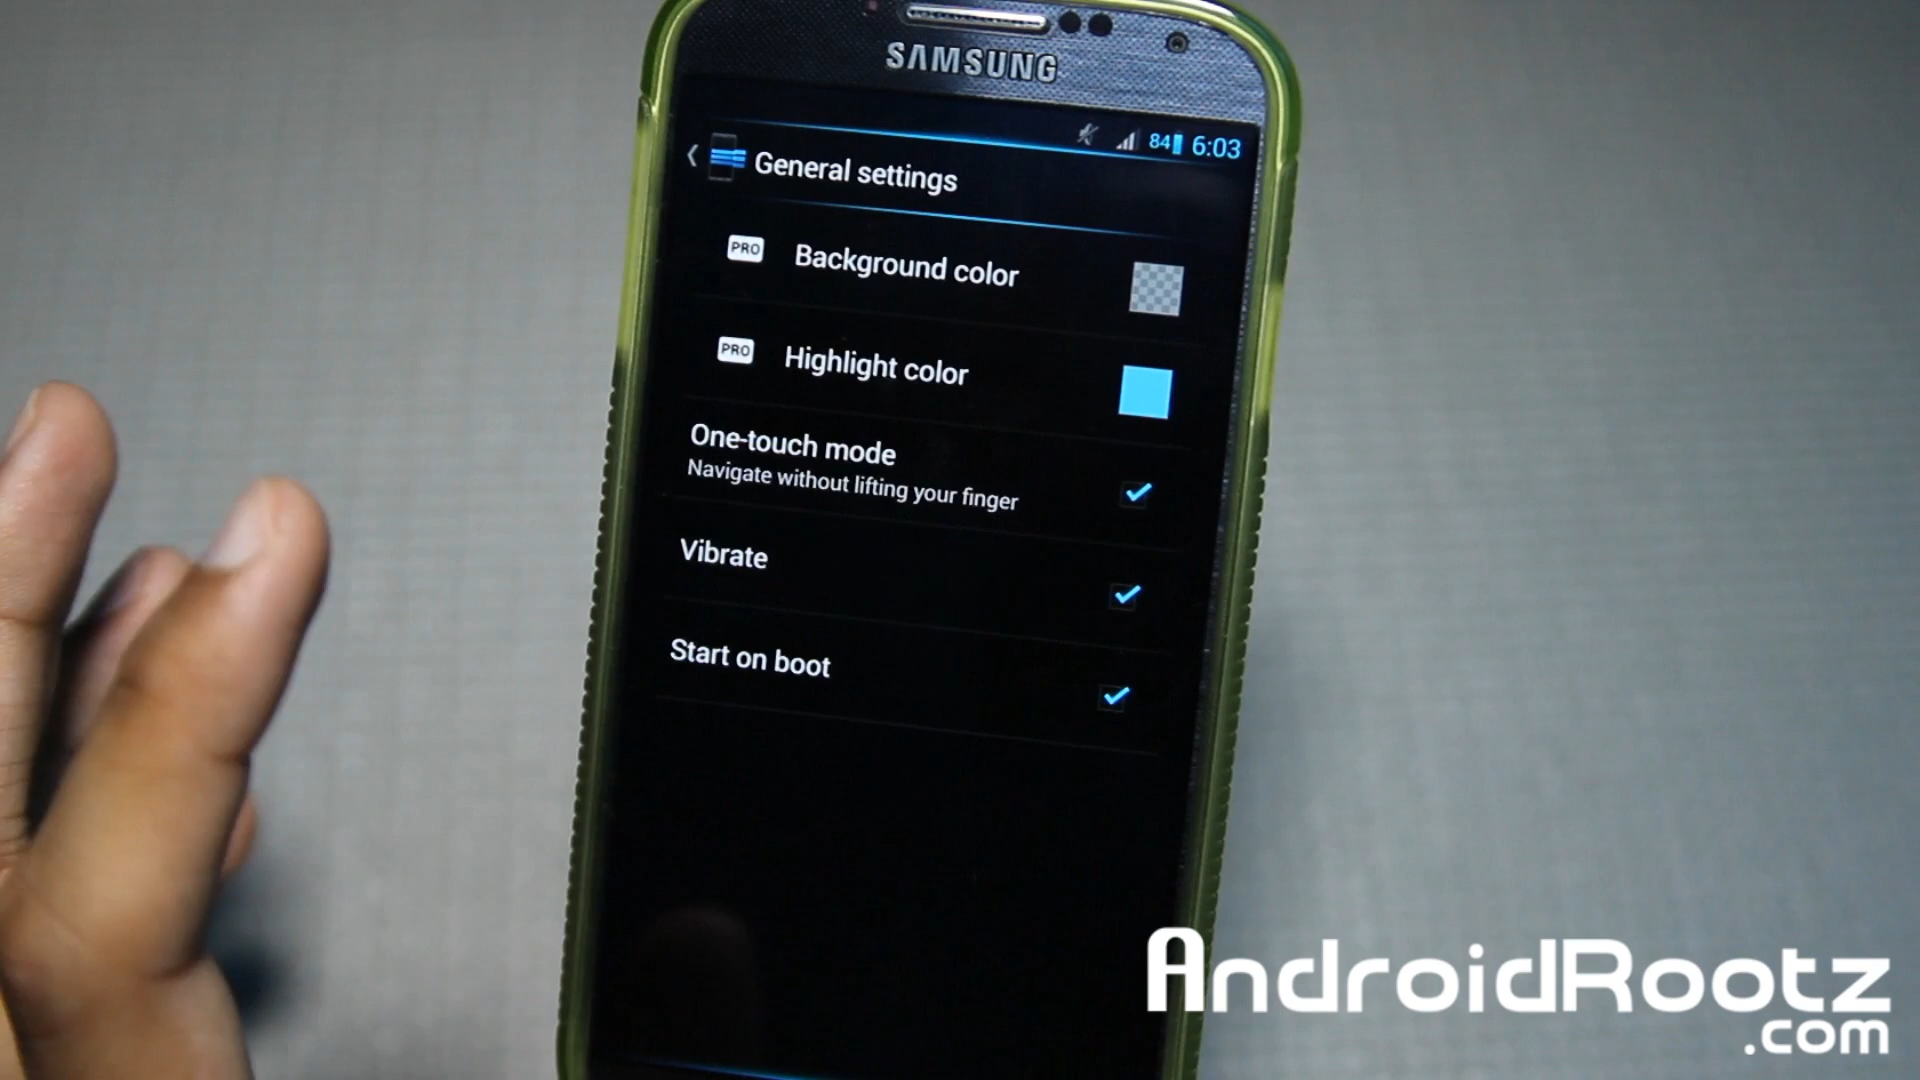 SAMSUNG
84 6:03
General settings
PRO Background color
PRO Highlight color
One-touch mode
Navigate without lifting your finger
Vibrate
Start on boot
AndroidRootz
.com